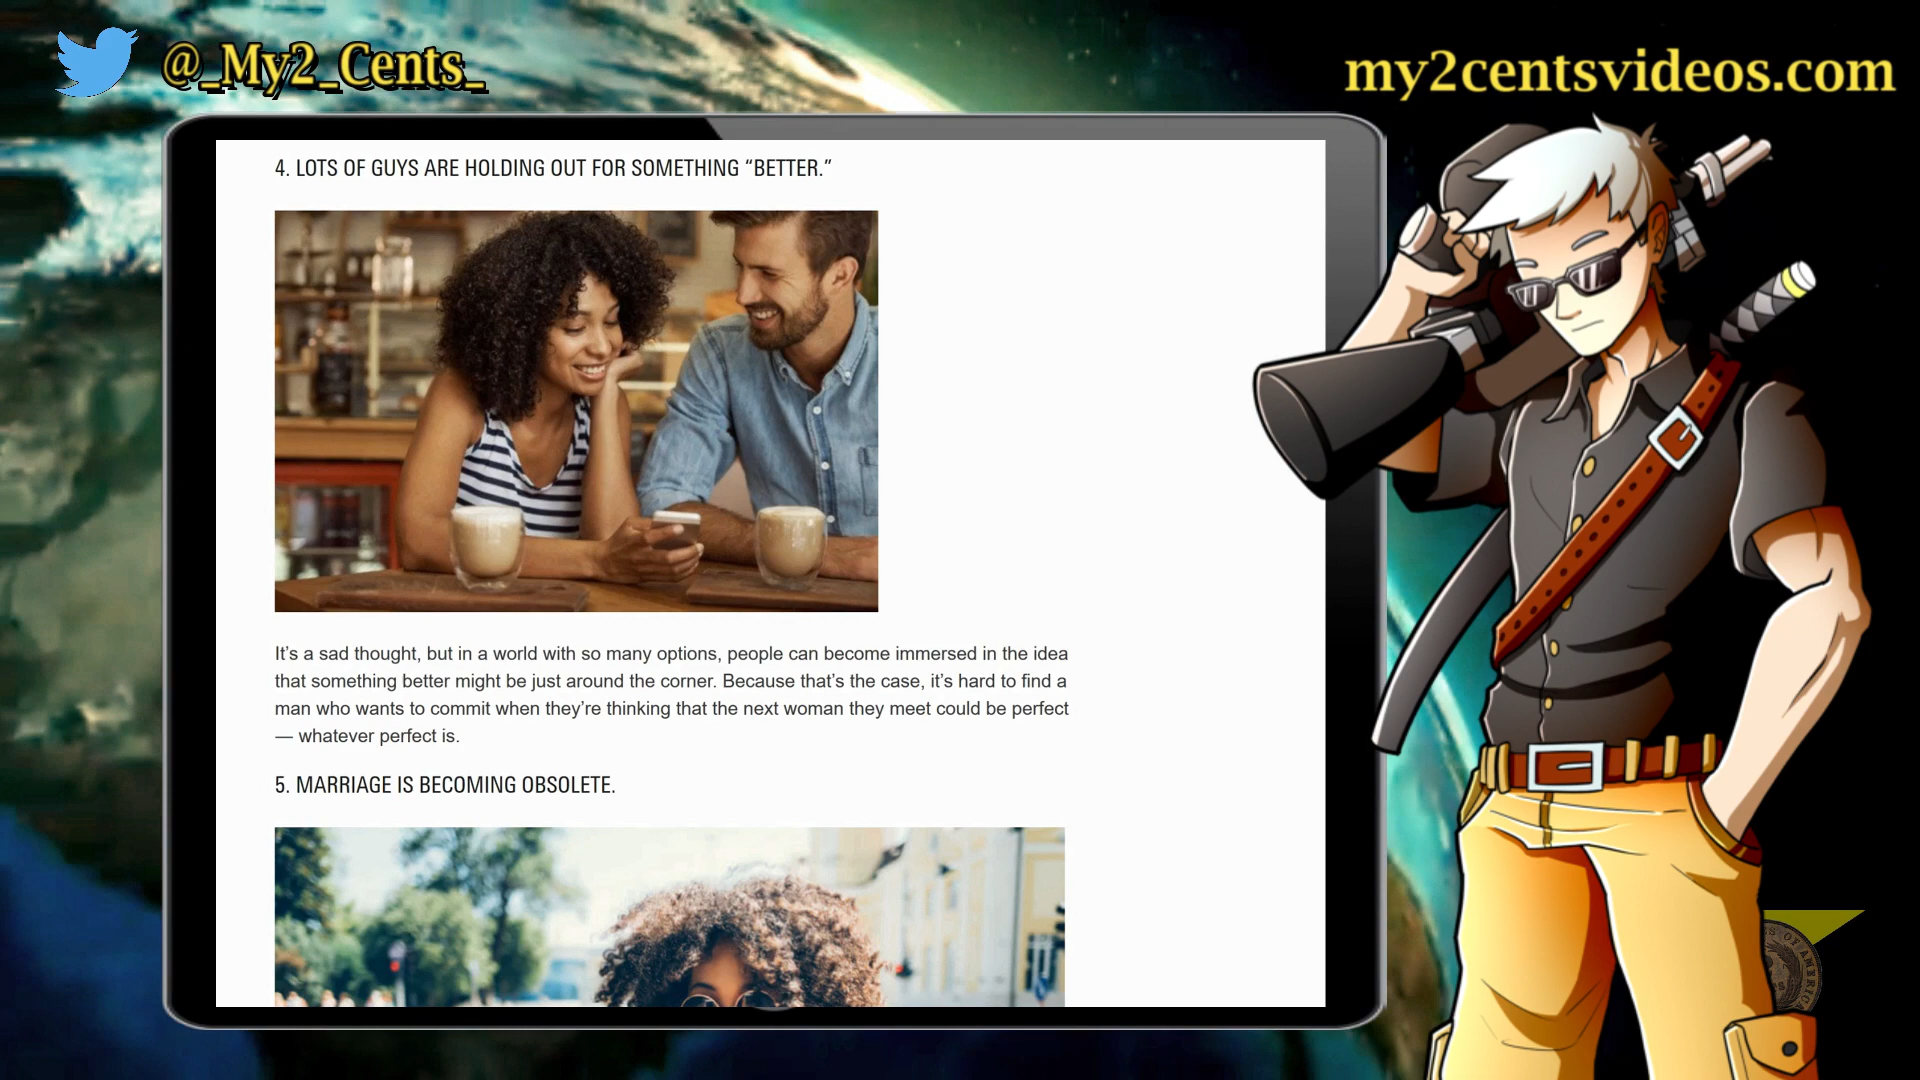 @_My2_Cents_
my2centsvideos.com
4. LOTS OF GUYS ARE HOLDING OUT FOR SOMETHING “BETTER.”
It’s a sad thought, but in a world with so many options, people can become immersed in the idea
that something better might be just around the corner. Because that’s the case, it’s hard to find a
man who wants to commit when they’re thinking that the next woman they meet could be perfect
— whatever perfect is.
5. MARRIAGE IS BECOMING OBSOLETE.